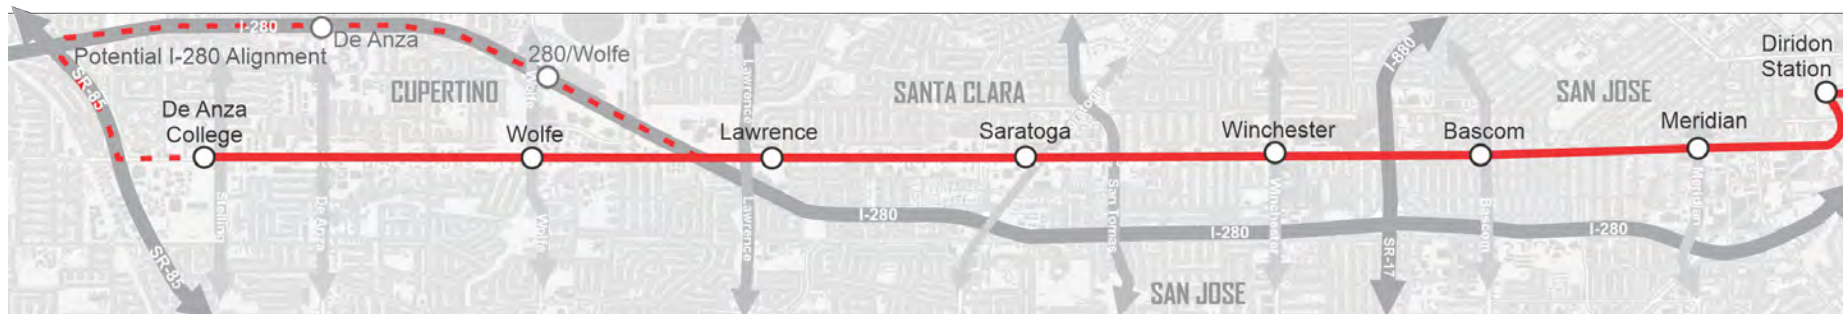 I-280
De Anza
Potential I-280 Alignment
280/Wolfe
SR-85
CUPERTINO
Wolfe
Lawrence
SANTA CLARA
I-880
SAN JOSE
Diridon
Station
De Anza
College
Wolfe
Lawrence
Saratoga
Saratoga
Winchester
Bascom
Meridian
Stelling
De Anza
Wolfe
Lawrence
I-280
San Tomas
I-280
Winchester
SR-17
Bascom
I-280
Meridian
SR-85
SAN JOSE